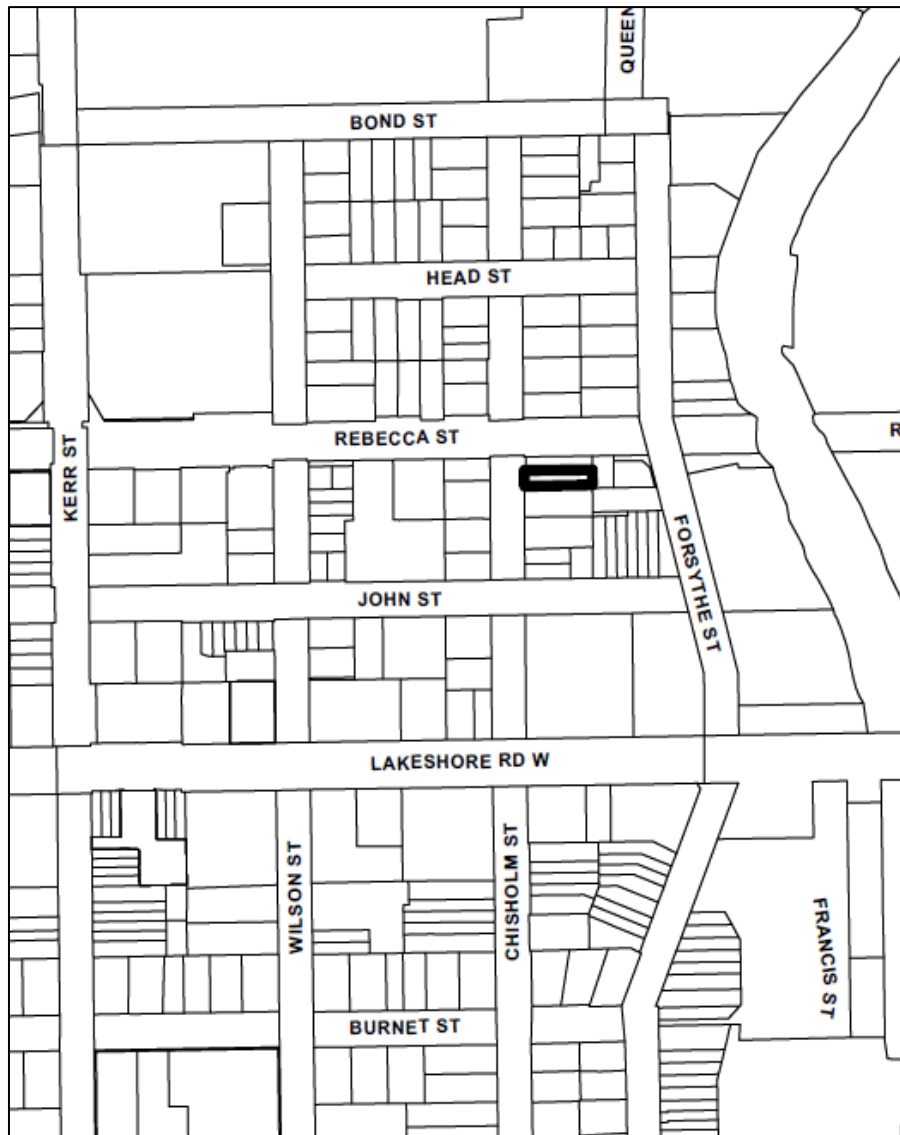 QUEEN
BOND ST
HEAD ST
REBECCA ST
R
KERR ST
FORSYTHE ST
JOHN ST
LAKESHORE RD W
WILSON ST
CHISHOLM ST
FRANCIS ST
BURNET ST